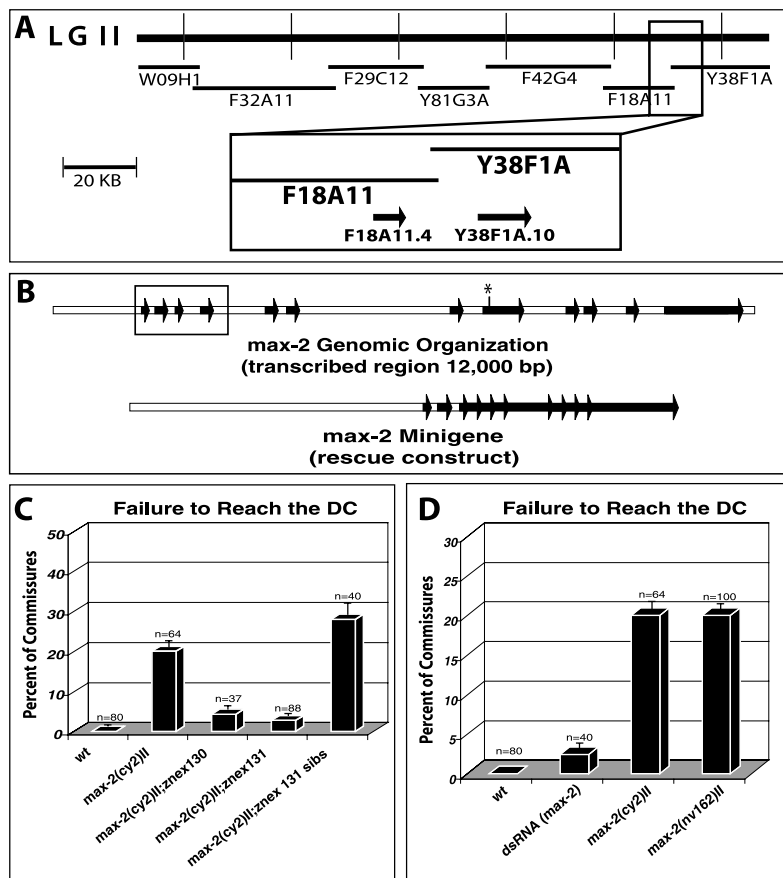 A
LG II
W09H1
F32A11
F29C12
Y81G3A
F42G4
F18A11
Y38F1A
20 KB
Y38F1A
F18A11
F18A11.4
Y38F1A.10
B
*
max-2 Genomic Organization
(transcribed region 12,000 bp)
max-2 Minigene
(rescue construct)
C
Failure to Reach the DC
Percent of Commissures
50
40
30
20
10
0
n=80
n=64
n=37
n=88
n=40
wt
max-2(cy2)II
max-2(cy2)II;znex130
max-2(cy2)II;znex131
max-2(cy2)II;znex 131 sibs
D
Failure to Reach the DC
Percent of Commissures
30
25
20
15
10
5
0
n=80
n=40
n=64
n=100
wt
dsRNA (max-2)
max-2(cy2)II
max-2(nv162)II